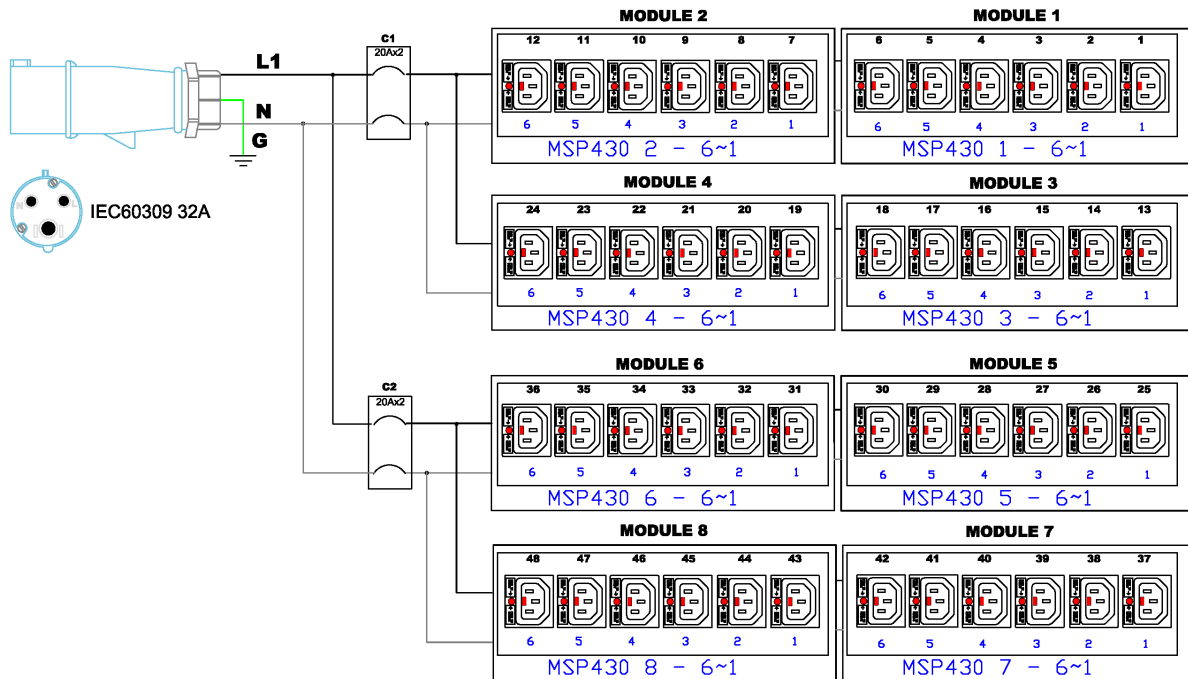 MODULE 2 MODULE 1
C1
20Ax2
12 11 10 9 8 7 6 5 4 3 2 1
L1
N
G
6 5 4 3 2 1 6 5 4 3 2 1
MSP430 2 - 6~1 MSP430 1 - 6~1
MODULE 4 MODULE 3
N L
IEC60309 32A
24 23 22 21 20 19 18 17 16 15 14 13
6 5 4 3 2 1 6 5 4 3 2 1
MSP430 4 - 6~1 MSP430 3 - 6~1
MODULE 6 MODULE 5
C2
20Ax2
36 35 34 33 32 31 30 29 28 27 26 25
6 5 4 3 2 1 6 5 4 3 2 1
MSP430 6 - 6~1 MSP430 5 - 6~1
MODULE 8 MODULE 7
48 47 46 45 44 43 42 41 40 39 38 37
6 5 4 3 2 1 6 5 4 3 2 1
MSP430 8 - 6~1 MSP430 7 - 6~1